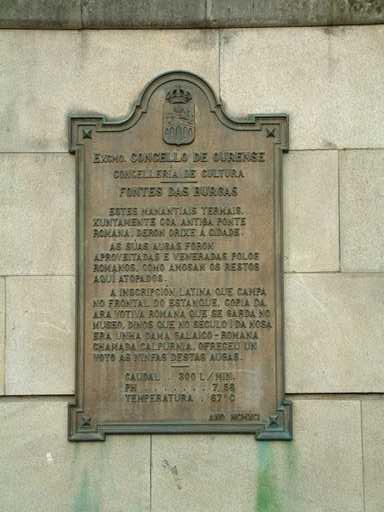 EXCMO. CONCELLO DE OURENSE
CONCELLERIA DE CULTURA
FONTES DAS BURGAS
ESTES MANANTIAIS TERMAIS,
XUNTAMENTE COA ANTIGA PONTE
ROMANA, DERON ORIXE A CIDADE.
AS SUAS AUGAS FORON
APROVEITADAS E VENERADAS POLOS
ROMANOS, COMO AMOSAN OS RESTOS
AQUI ATOPADOS.
A INSCRIPCION LATINA QUE CAMPA
NO FRONTAL DO ESTANQUE, COPIA DA
ARA VOTIVA ROMANA QUE SE GARDA NO
MUSEO, DINOS QUE NO SECULO I DA NOSA
ERA UNHA DAMA GALAICO-ROMANA
CHAMADA CALPURNIA, OFRECEU UN
VOTO AS NINFAS DESTAS AUGAS.
CAUDAL . 300 L/MIN.
PH . . . . . . . 7,58
TEMPERATURA . 67°C
ANO MCMXCI